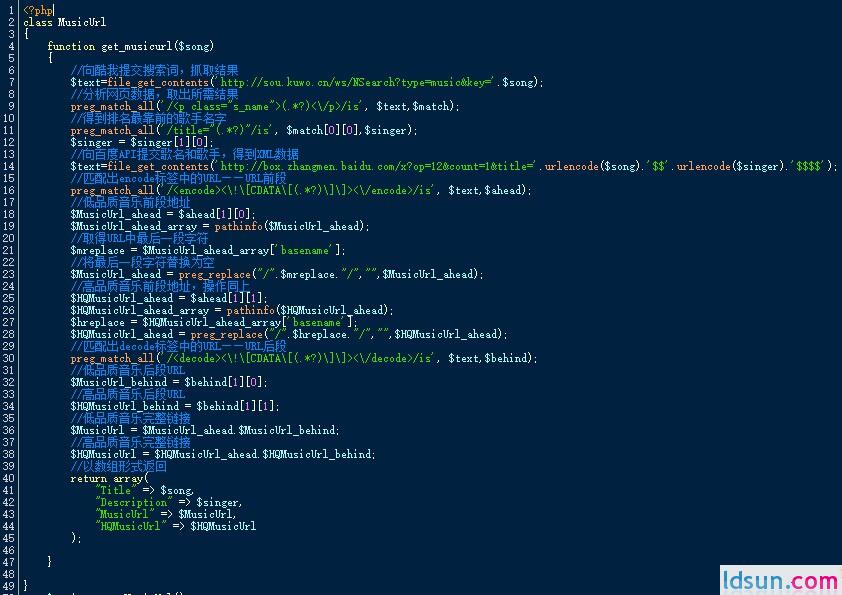 1 <?php
2 class MusicUrl
3 {
4 function get_musicurl($song)
5 {
6 //向酷我提交搜索词，抓取结果
7 $text=file_get_contents('http://sou.kuwo.cn/ws/NSearch?type=music&key='.$song);
8 //分析网页数据，取出所需结果
9 preg_match_all('/<p class="s_name">(.*?)<\/p>/is', $text,$match);
10 //得到排名最靠前的歌手名字
11 preg_match_all('/title="(.*?)"/is', $match[0][0],$singer);
12 $singer = $singer[1][0];
13 //向百度API提交歌名和歌手，得到XML数据
14 $text=file_get_contents('http://box.zhangmen.baidu.com/x?op=12&count=1&title='.urlencode($song).'$$'.urlencode($singer).'$$$$');
15 //匹配出encode标签中的URL——URL前段
16 preg_match_all('/<encode><\!\[CDATA\[(.*?)\]\]><\/encode>/is', $text,$ahead);
17 //低品质音乐前段地址
18 $MusicUrl_ahead = $ahead[1][0];
19 $MusicUrl_ahead_array = pathinfo($MusicUrl_ahead);
20 //取得URL中最后一段字符
21 $mreplace = $MusicUrl_ahead_array['basename'];
22 //将最后一段字符替换为空
23 $MusicUrl_ahead = preg_replace("/".$mreplace."/","",$MusicUrl_ahead);
24 //高品质音乐前段地址，操作同上
25 $HQMusicUrl_ahead = $ahead[1][1];
26 $HQMusicUrl_ahead_array = pathinfo($HQMusicUrl_ahead);
27 $hreplace = $HQMusicUrl_ahead_array['basename'];
28 $HQMusicUrl_ahead = preg_replace("/".$hreplace."/","",$HQMusicUrl_ahead);
29 //匹配出decode标签中的URL——URL后段
30 preg_match_all('/<decode><\!\[CDATA\[(.*?)\]\]><\/decode>/is', $text,$behind);
31 //低品质音乐后段URL
32 $MusicUrl_behind = $behind[1][0];
33 //高品质音乐后段URL
34 $HQMusicUrl_behind = $behind[1][1];
35 //低品质音乐完整链接
36 $MusicUrl = $MusicUrl_ahead.$MusicUrl_behind;
37 //高品质音乐完整链接
38 $HQMusicUrl = $HQMusicUrl_ahead.$HQMusicUrl_behind;
39 //以数组形式返回
40 return array(
41 "Title" => $song,
42 "Description" => $singer,
43 "MusicUrl" => $MusicUrl,
44 "HQMusicUrl" => $HQMusicUrl
45 );
46
47 }
48
49 }
ldsun.com